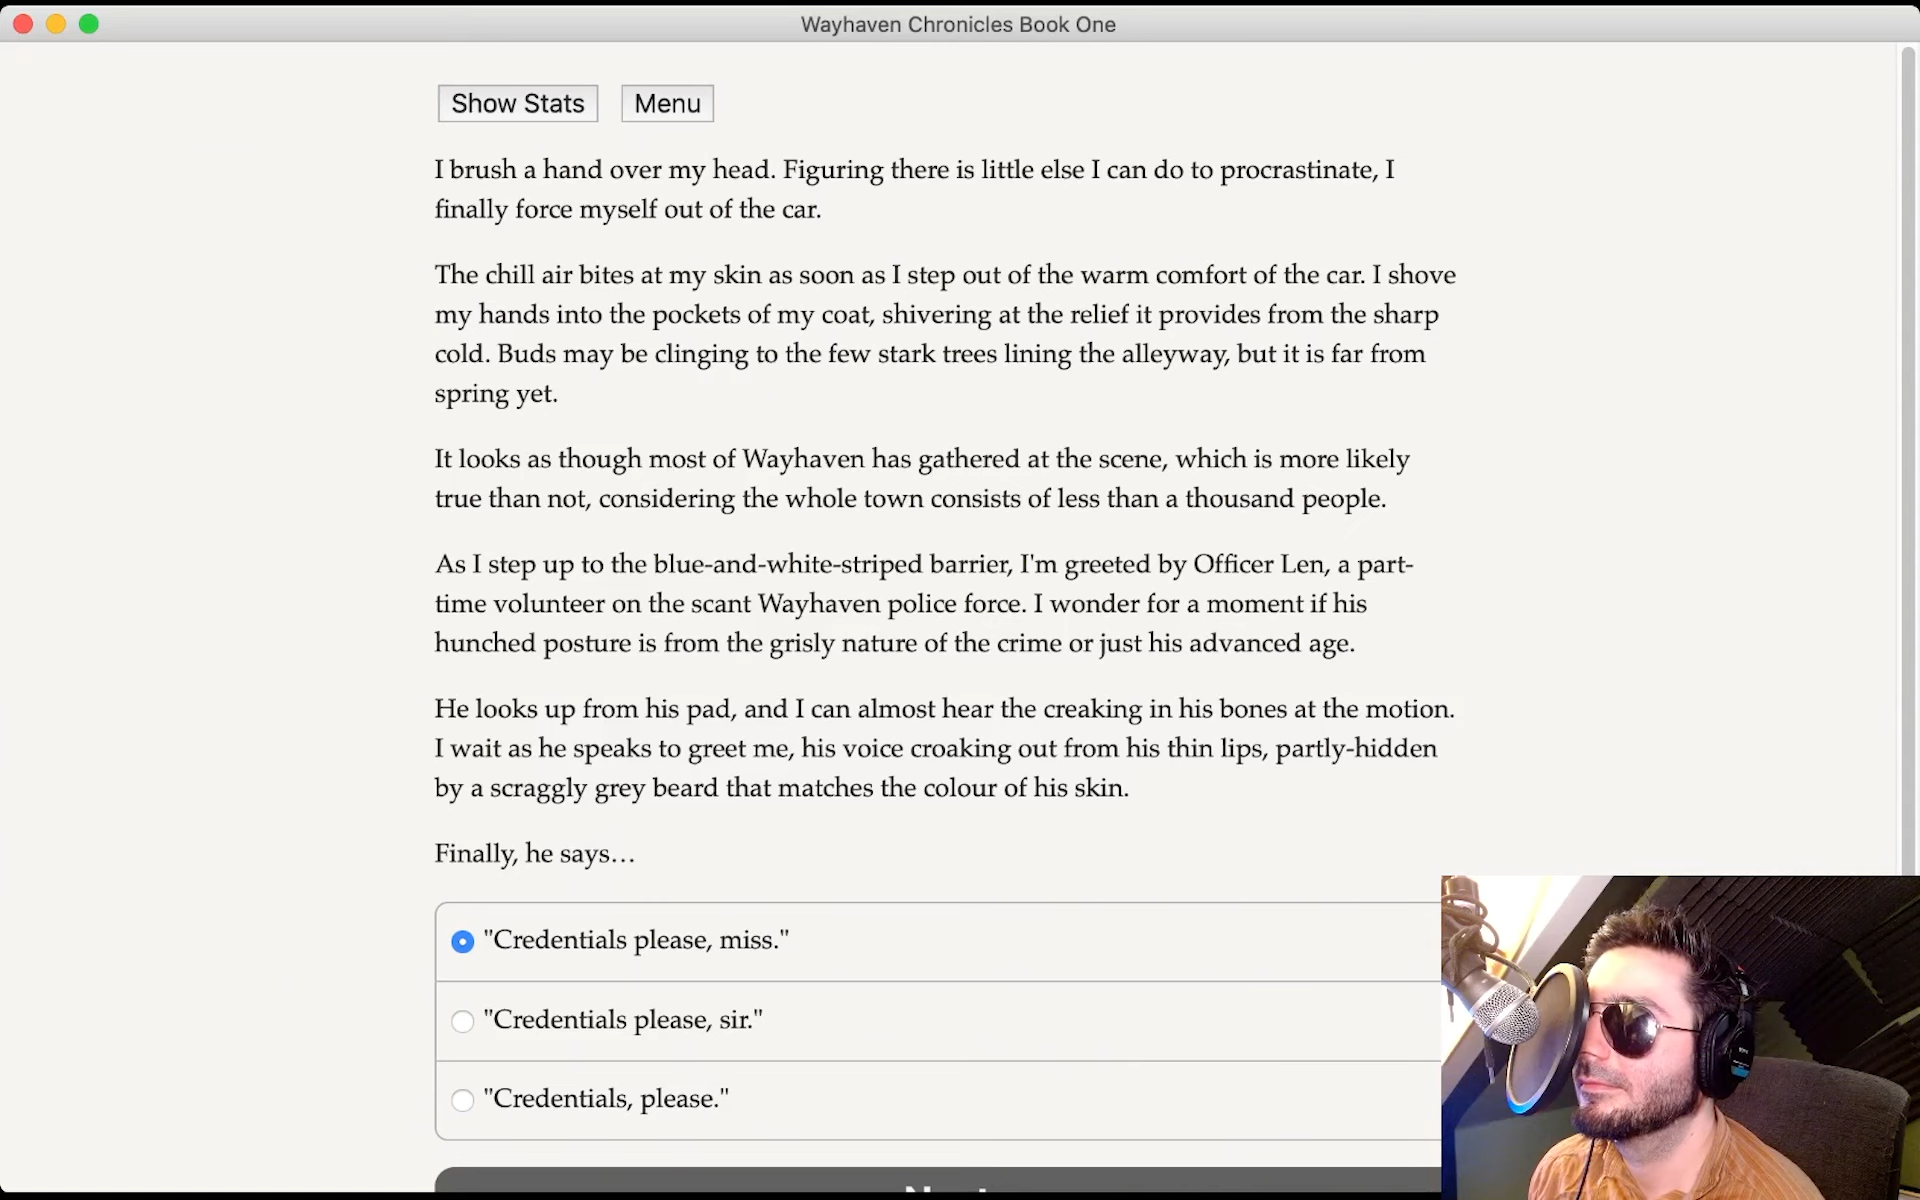 Wayhaven Chronicles Book One
Show Stats
Menu
I brush a hand over my head. Figuring there is little else I can do to procrastinate, I
finally force myself out of the car.
The chill air bites at my skin as soon as I step out of the warm comfort of the car. I shove
my hands into the pockets of my coat, shivering at the relief it provides from the sharp
cold. Buds may be clinging to the few stark trees lining the alleyway, but it is far from
spring yet.
It looks as though most of Wayhaven has gathered at the scene, which is more likely
true than not, considering the whole town consists of less than a thousand people.
As I step up to the blue-and-white-striped barrier, I'm greeted by Officer Len, a part-
time volunteer on the scant Wayhaven police force. I wonder for a moment if his
hunched posture is from the grisly nature of the crime or just his advanced age.
He looks up from his pad, and I can almost hear the creaking in his bones at the motion.
I wait as he speaks to greet me, his voice croaking out from his thin lips, partly-hidden
by a scraggly grey beard that matches the colour of his skin.
Finally, he says…
"Credentials please, miss."
"Credentials please, sir."
"Credentials, please."